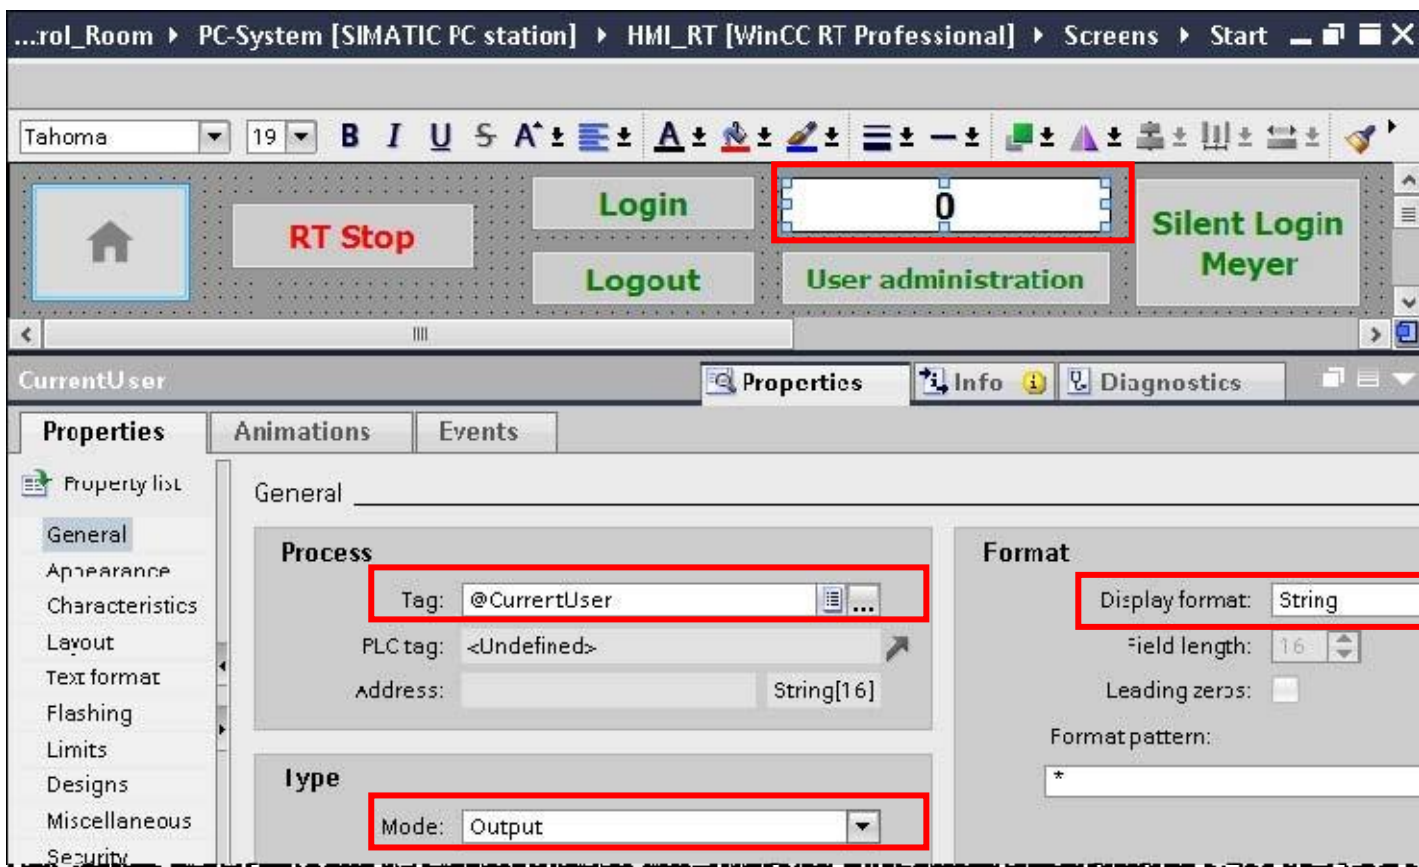 ...rol_Room ▸ PC-System [SIMATIC PC station] ▸ HMI_RT [WinCC RT Professional] ▸ Screens ▸ Start
Tahoma 19 B I U S A A
Login 0 Silent Login
RT Stop Meyer
Logout User administration
CurrentUser Properties Info Diagnostics
Properties Animations Events
Property list
General
General
Process Format
Appearance
Tag: @CurrentUser ... Display format: String
Characteristics
Layout PLC tag: <Undefined> Field length: 16
Text format Address: String[16] Leading zeros:
Flashing
Format pattern:
Limits
Type *
Designs
Miscellaneous Mode: Output
Security